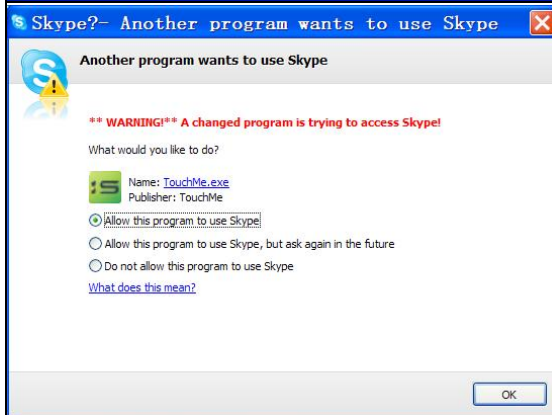 Skype?- Another program wants to use Skype
Another program wants to use Skype
** WARNING!** A changed program is trying to access Skype!
What would you like to do?
Name: TouchMe.exe
Publisher: TouchMe
Allow this program to use Skype
Allow this program to use Skype, but ask again in the future
Do not allow this program to use Skype
What does this mean?
OK